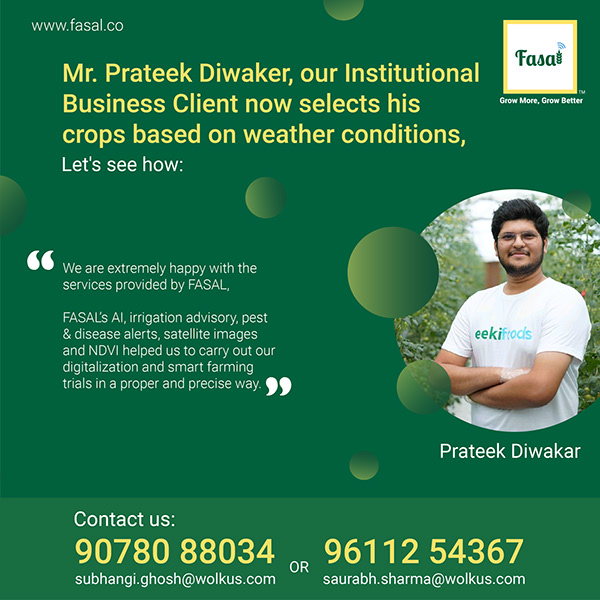 www.fasal.co
Fasal
Grow More, Grow Better
TM
Mr. Prateek Diwaker, our Institutional
Business Client now selects his
crops based on weather conditions,
Let's see how:
“ We are extremely happy with the
services provided by FASAL,
FASAL's AI, irrigation advisory, pest
& disease alerts, satellite images
and NDVI helped us to carry out our
digitalization and smart farming
trials in a proper and precise way. ”
eekifoods
Prateek Diwakar
Contact us:
90780 88034
subhangi.ghosh@wolkus.com
OR
96112 54367
saurabh.sharma@wolkus.com